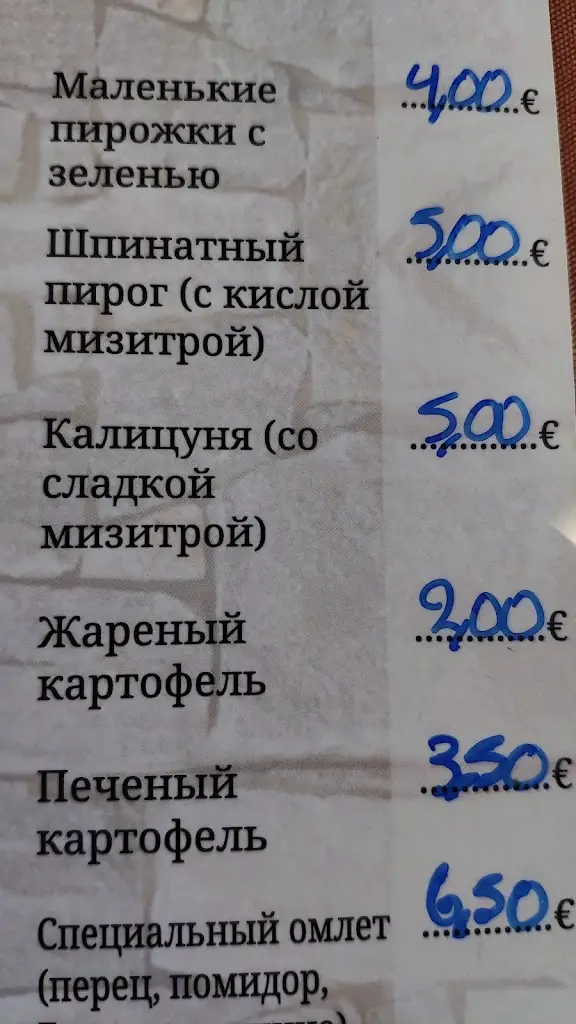 Маленькие 4,00 €
пирожки с
зеленью
Шпинатный 5,00 €
пирог (с кислой
мизитрой)
Калицуня (со 5,00 €
сладкой
мизитрой)
Жареный 2,00 €
картофель
Печеный 3,50 €
картофель
Специальный омлет 6,50 €
(перец, помидор,